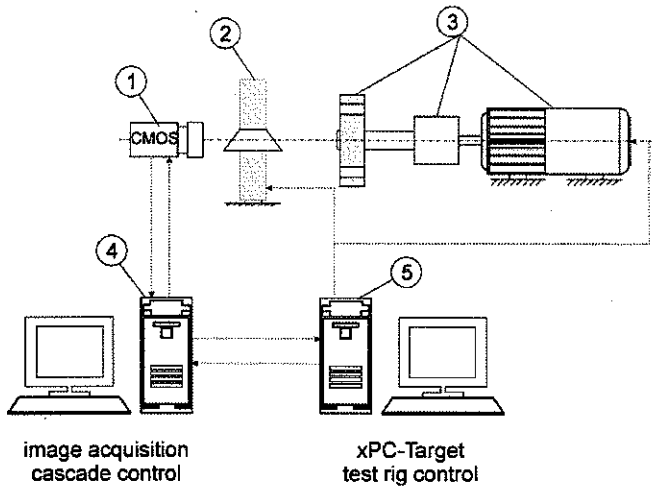 3
2
1
CMOS
4
5
image acquisition
cascade control
xPC-Target
test rig control